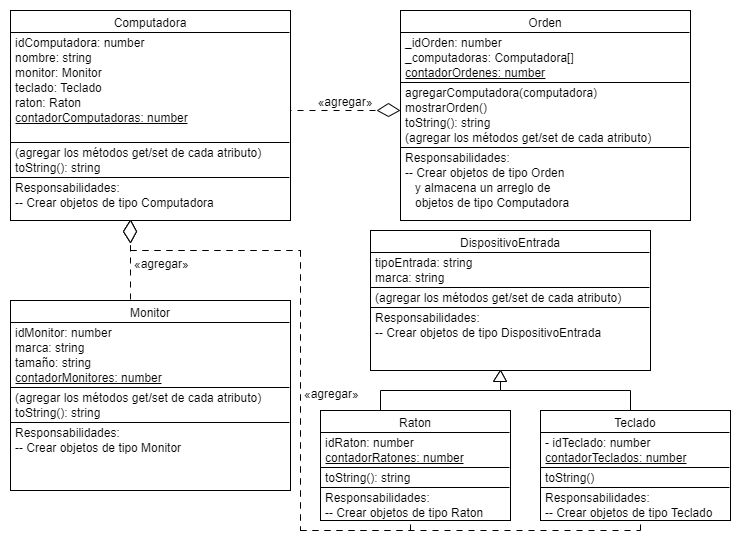 Computadora
idComputadora: number
nombre: string
monitor: Monitor
teclado: Teclado
raton: Raton
contadorComputadoras: number
(agregar los métodos get/set de cada atributo)
toString(): string
Responsabilidades:
-- Crear objetos de tipo Computadora
«agregar»
Orden
_idOrden: number
_computadoras: Computadora[]
contadorOrdenes: number
agregarComputadora(computadora)
mostrarOrden()
toString(): string
(agregar los métodos get/set de cada atributo)
Responsabilidades:
-- Crear objetos de tipo Orden
y almacena un arreglo de
objetos de tipo Computadora
«agregar»
DispositivoEntrada
tipoEntrada: string
marca: string
(agregar los métodos get/set de cada atributo)
Responsabilidades:
-- Crear objetos de tipo DispositivoEntrada
Monitor
idMonitor: number
marca: string
tamaño: string
contadorMonitores: number
(agregar los métodos get/set de cada atributo)
toString(): string
Responsabilidades:
-- Crear objetos de tipo Monitor
«agregar»
Raton
idRaton: number
contadorRatones: number
toString(): string
Responsabilidades:
-- Crear objetos de tipo Raton
Teclado
- idTeclado: number
contadorTeclados: number
toString()
Responsabilidades:
-- Crear objetos de tipo Teclado